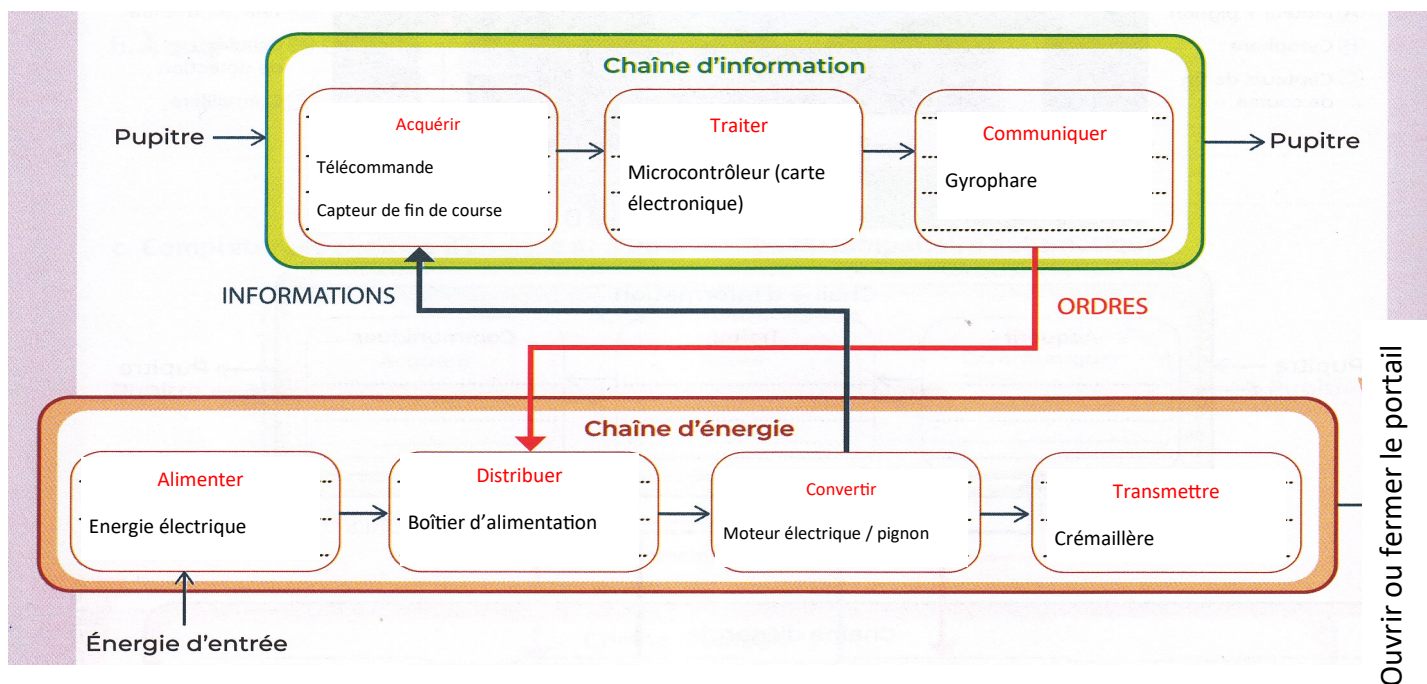 Chaîne d'information
Pupitre
Acquérir
Télécommande
Capteur de fin de course
Traiter
Microcontrôleur (carte
électronique)
Communiquer
Gyrophare
Pupitre
INFORMATIONS
ORDRES
Chaîne d'énergie
Alimenter
Energie électrique
Distribuer
Boîtier d'alimentation
Convertir
Moteur électrique / pignon
Transmettre
Crémaillère
Ouvrir ou fermer le portail
Énergie d'entrée